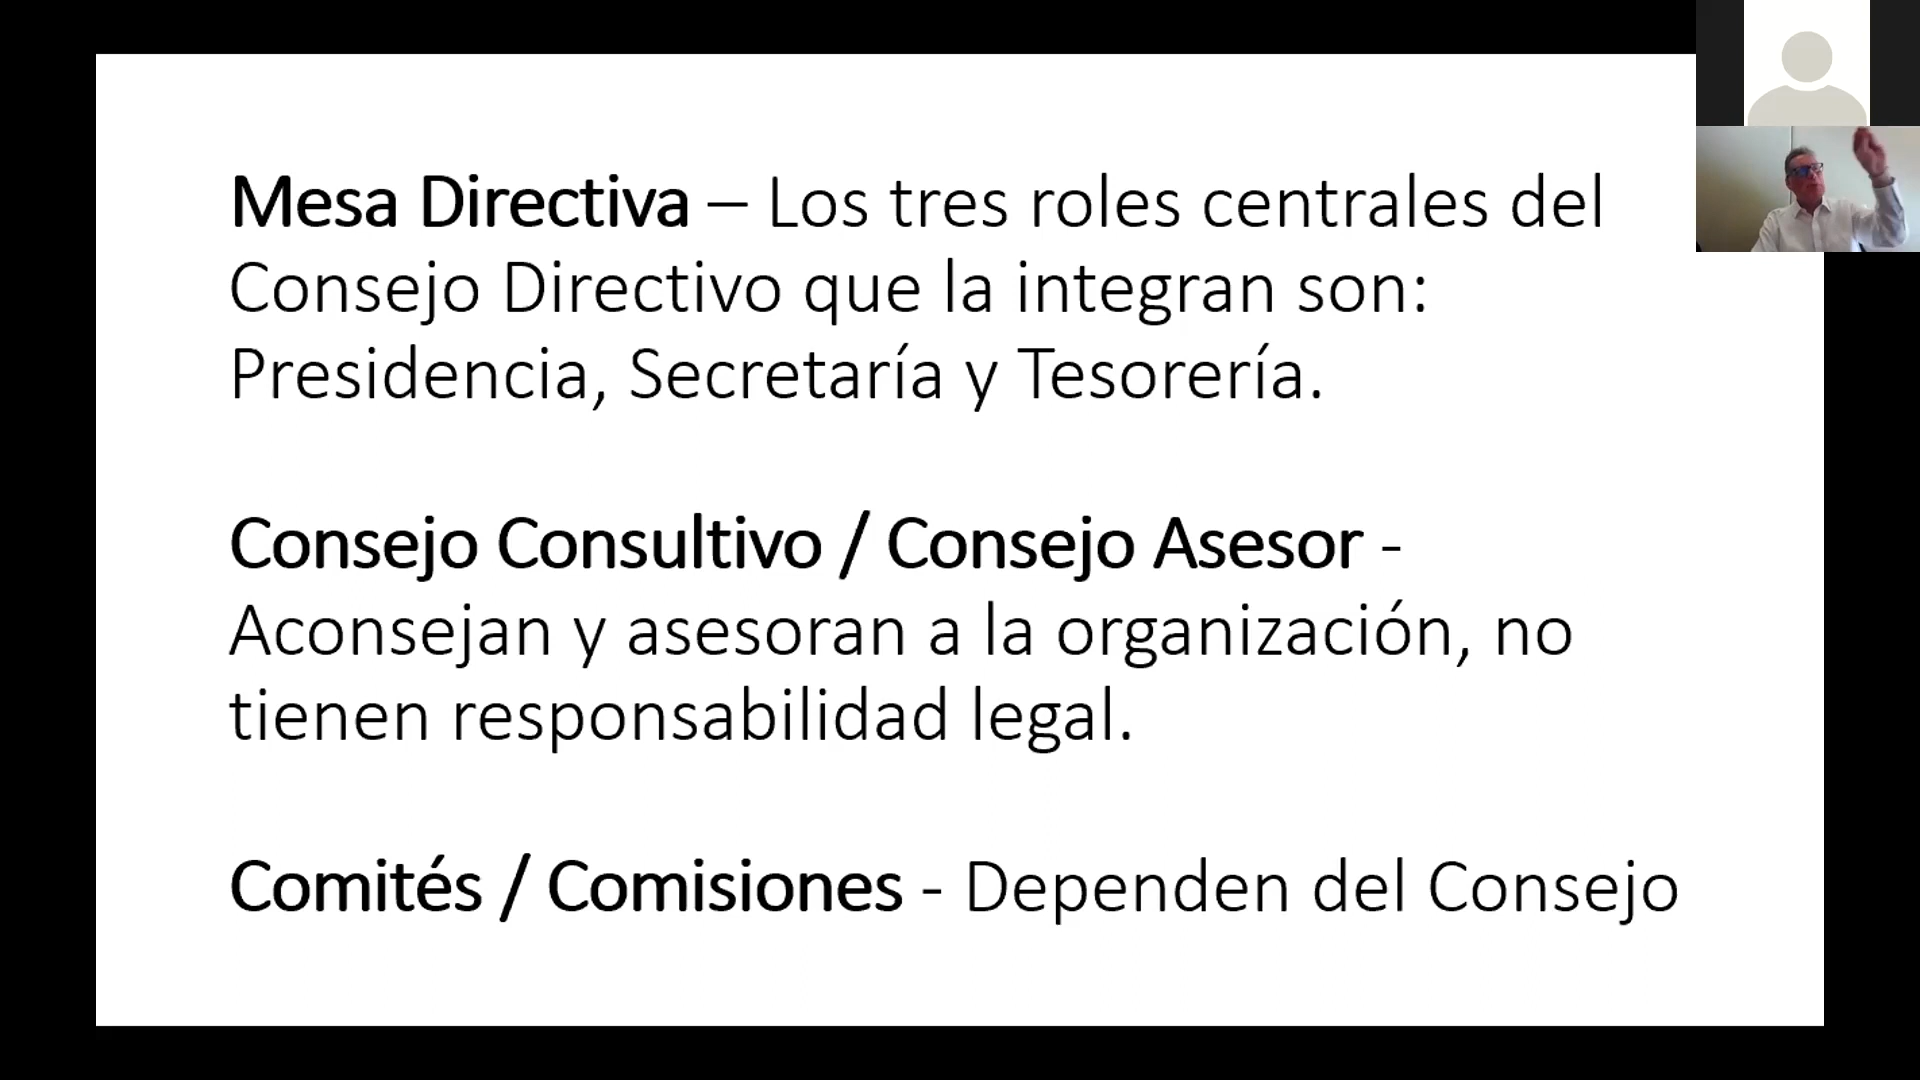 Mesa Directiva – Los tres roles centrales del
Consejo Directivo que la integran son:
Presidencia, Secretaría y Tesorería.
Consejo Consultivo / Consejo Asesor -
Aconsejan y asesoran a la organización, no
tienen responsabilidad legal.
Comités / Comisiones - Dependen del Consejo